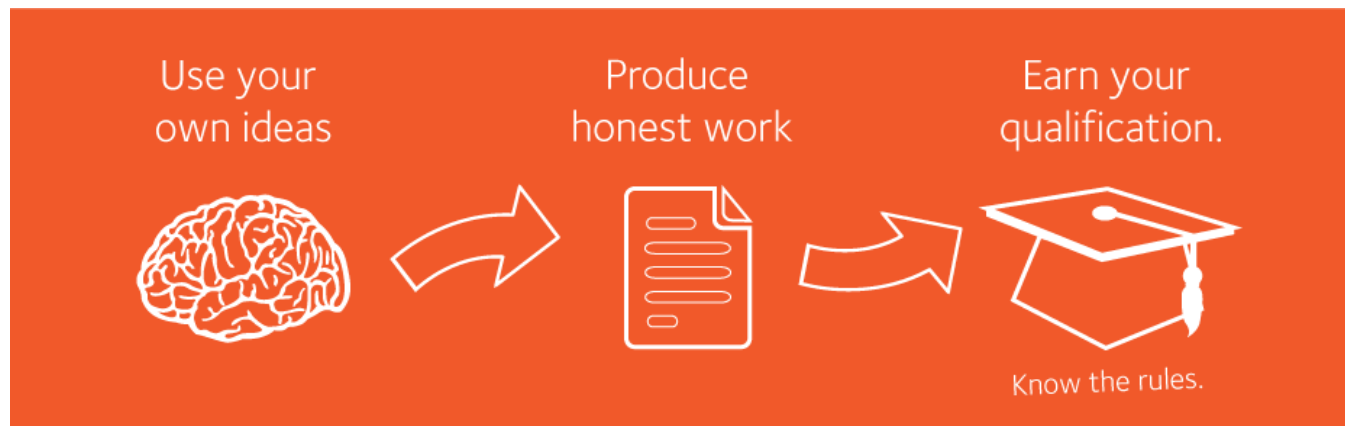 Use your
own ideas
Produce
honest work
Earn your
qualification.
Know the rules.